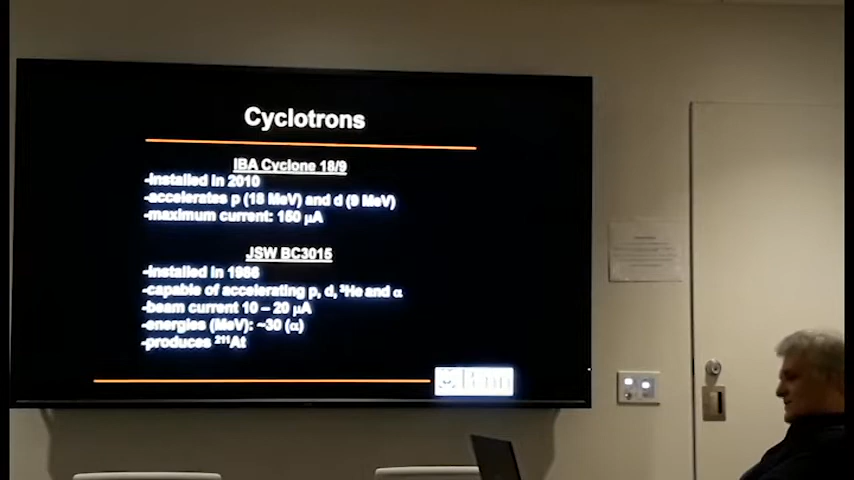 Cyclotrons
IBA Cyclone 18/9
-installed in 2010
-accelerates p (18 MeV) and d (9 MeV)
-maximum current: 150 µA
JSW BC3015
-installed in 1986
-capable of accelerating p, d, ³He and α
-beam current 10 – 20 µA
-energies (MeV): ~30 (α)
-produces ²¹¹At
Penn